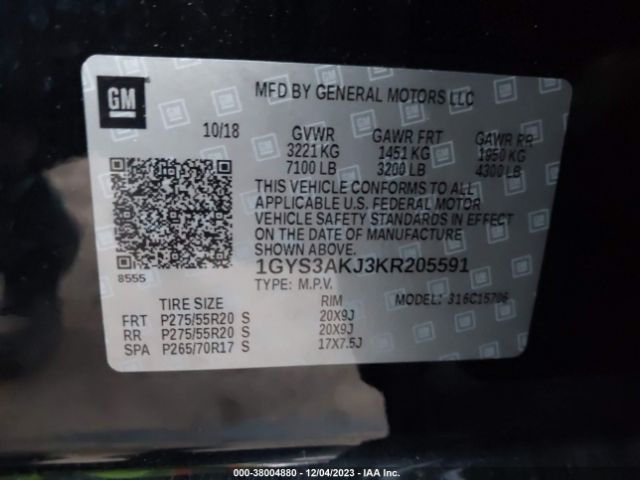 GM
MFD BY GENERAL MOTORS LLC
10/18 GVWR GAWR FRT GAWR RR
3221 KG 1451 KG 1950 KG
7100 LB 3200 LB 4300 LB
THIS VEHICLE CONFORMS TO ALL
APPLICABLE U.S. FEDERAL MOTOR
VEHICLE SAFETY STANDARDS IN EFFECT
ON THE DATE OF MANUFACTURE
SHOWN ABOVE.
1GYS3AKJ3KR205591
8555
TYPE: M.P.V.
TIRE SIZE RIM MODEL: 316C15706
FRT P275/55R20 S 20X9J
RR P275/55R20 S 20X9J
SPA P265/70R17 S 17X7.5J
000-38004880 | 12/04/2023 - IAA Inc.